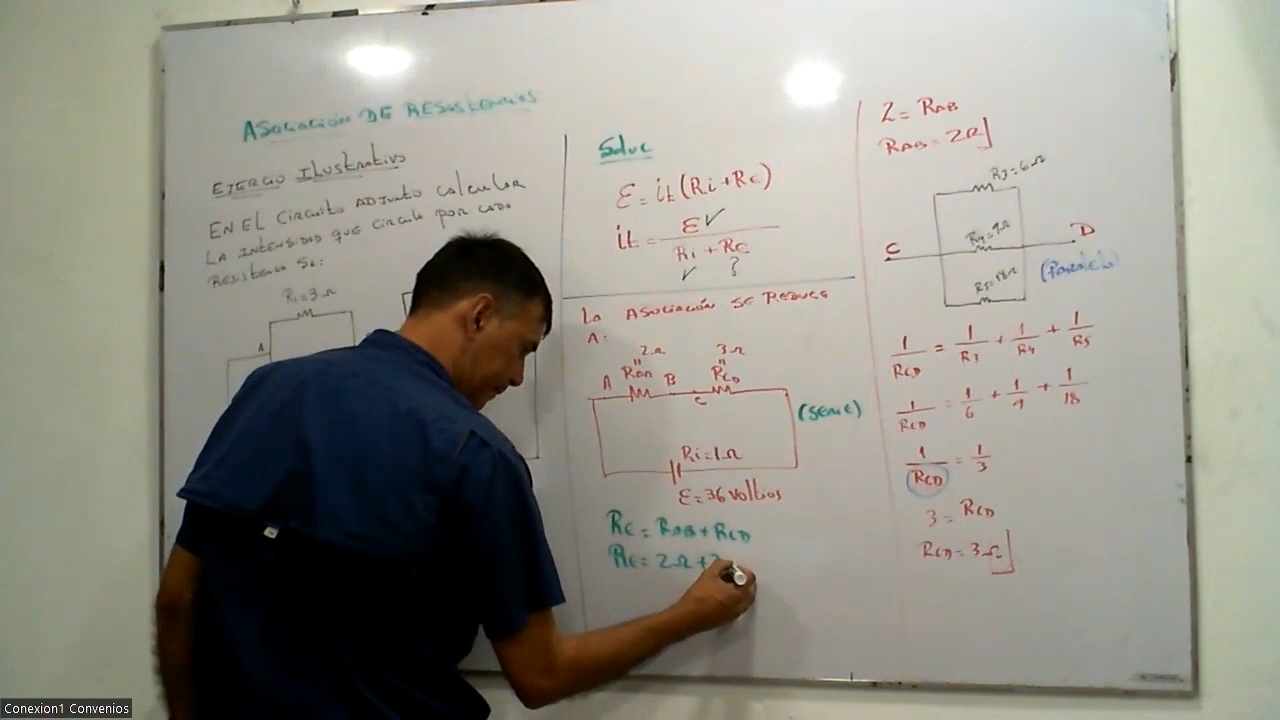 ASOCIACIÓN DE RESISTENCIAS
EJERCIO ILUSTRATIVO
EN EL CIRCUITO ADJUNTO CALCULAR
LA INTENSIDAD QUE CIRCULA POR CADA
RESISTENCIA SI:
R1=3Ω
A
Soluc
ε = it(Ri+Re)
it = ε / Ri + Re
?
LA ASOCIACIÓN SE REDUCE
A:
2Ω 3Ω
A RAB B C RCD
(SERIE)
Ri=1Ω
ε=36 Voltios
Re = RAB + RCD
Re = 2Ω +
2 = RAB
RAB = 2Ω
R3=6Ω
C R4=9Ω D
R5=18Ω (Paralelo)
1/RCD = 1/R3 + 1/R4 + 1/R5
1/RCD = 1/6 + 1/9 + 1/18
1/RCD = 1/3
3 = RCD
RCD = 3Ω
Conexion1 Convenios